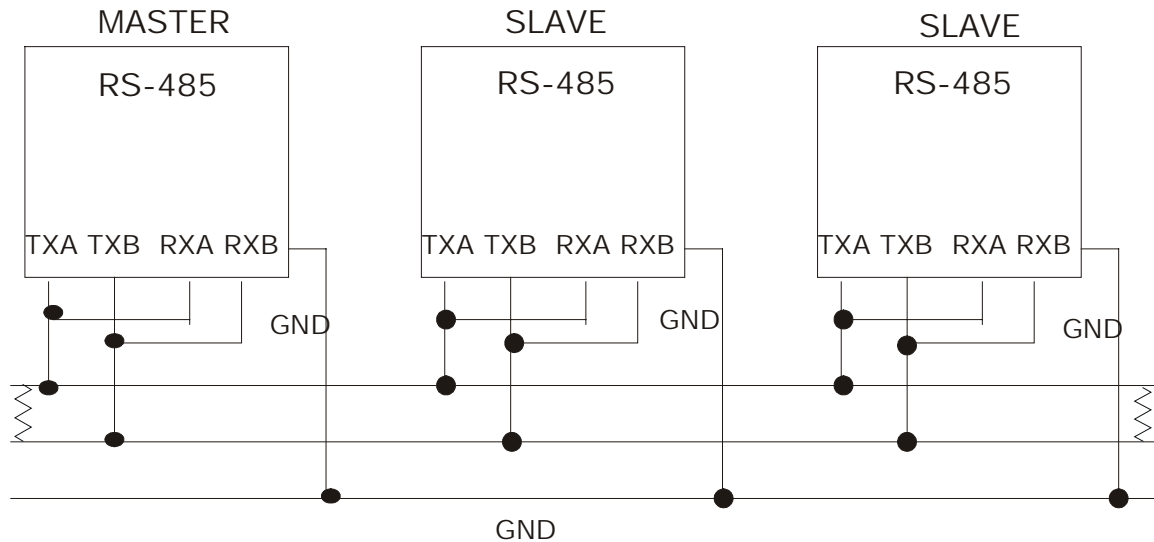 MASTER SLAVE SLAVE
RS-485 RS-485 RS-485
TXA TXB RXA RXB TXA TXB RXA RXB TXA TXB RXA RXB
GND GND GND
GND